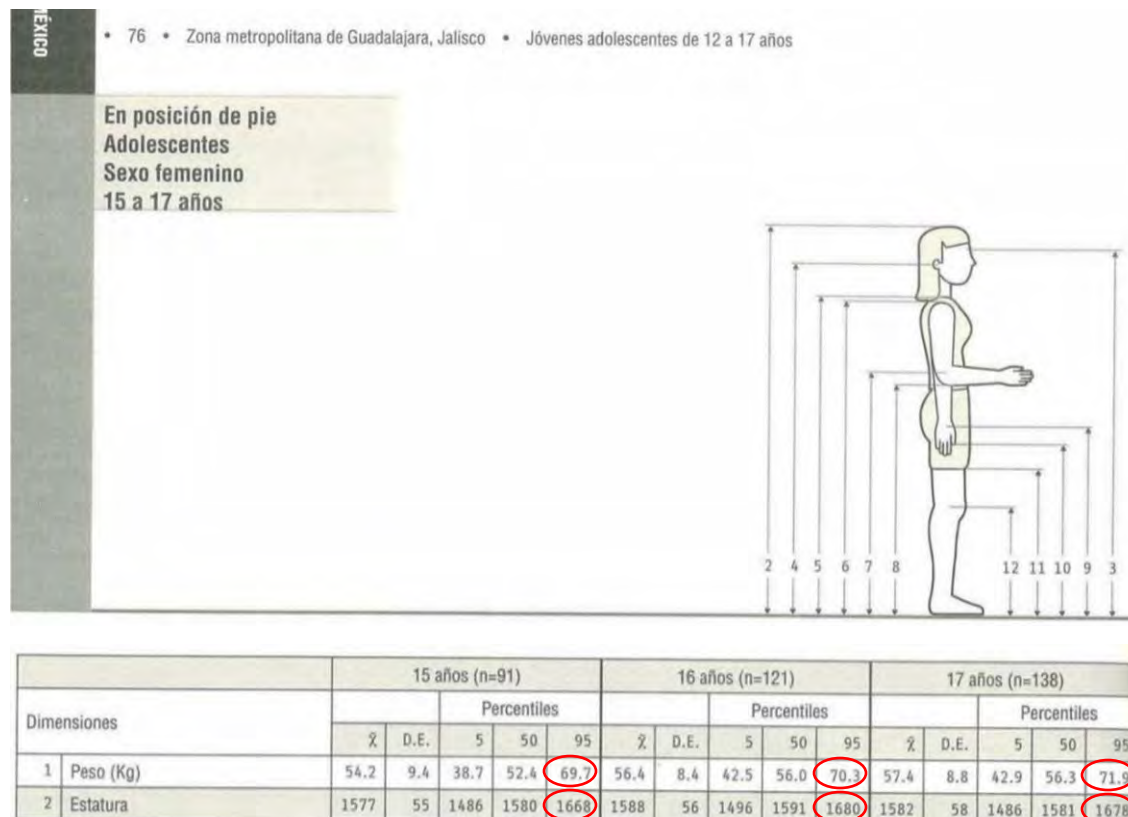 MÉXICO
• 76 • Zona metropolitana de Guadalajara, Jalisco • Jóvenes adolescentes de 12 a 17 años
En posición de pie
Adolescentes
Sexo femenino
15 a 17 años
2 4 5 6 7 8 12 11 10 9 3
15 años (n=91) 16 años (n=121) 17 años (n=138)
Dimensiones Percentiles Percentiles Percentiles
x̄ D.E. 5 50 95 x̄ D.E. 5 50 95 x̄ D.E. 5 50 95
1 Peso (Kg) 54.2 9.4 38.7 52.4 69.7 56.4 8.4 42.5 56.0 70.3 57.4 8.8 42.9 56.3 71.9
2 Estatura 1577 55 1486 1580 1668 1588 56 1496 1591 1680 1582 58 1486 1581 1678